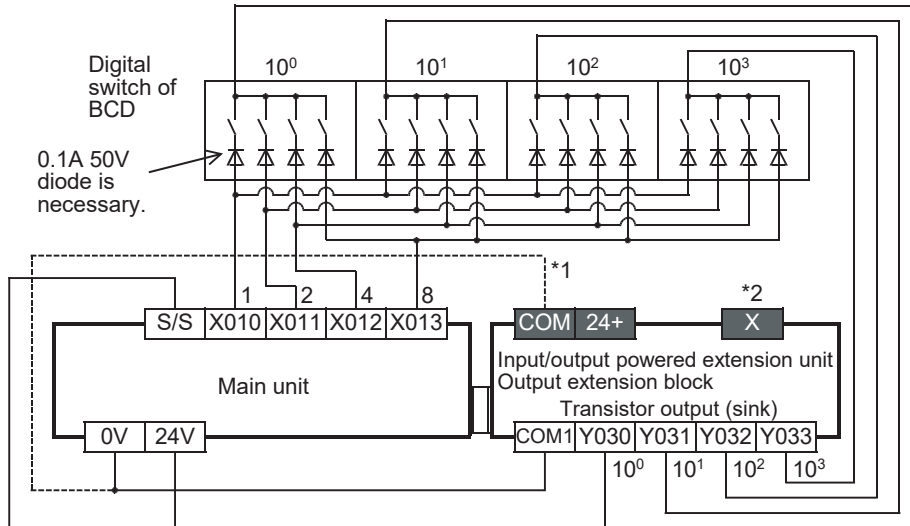 Digital
switch of
BCD
10⁰ 10¹ 10² 10³
0.1A 50V
diode is
necessary.
*1
1 2 4 8
*2
S/S X010 X011 X012 X013
COM 24+ X
Main unit
Input/output powered extension unit
Output extension block
Transistor output (sink)
0V 24V
COM1 Y030 Y031 Y032 Y033
10⁰ 10¹ 10² 10³